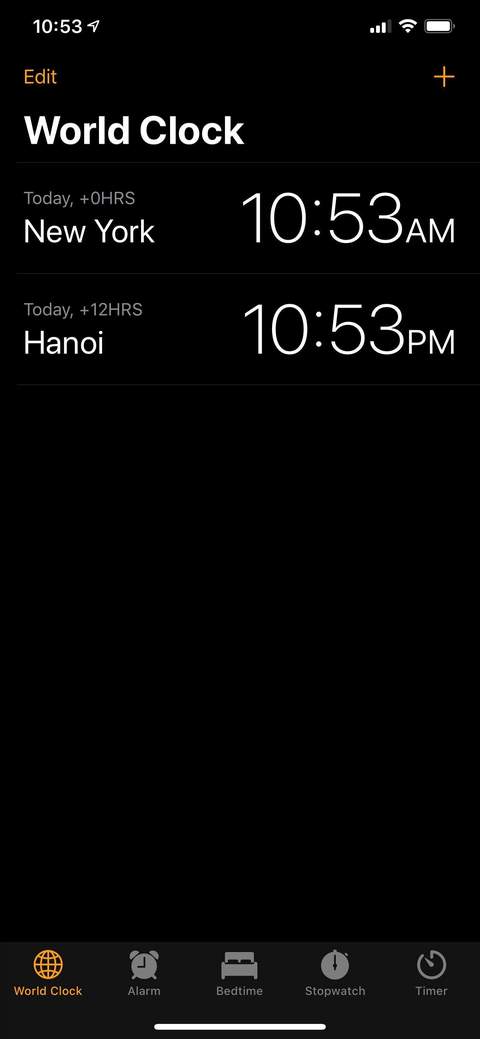 10:53
Edit
World Clock
Today, +0HRS
New York
10:53AM
Today, +12HRS
Hanoi
10:53PM
World Clock
Alarm
Bedtime
Stopwatch
Timer